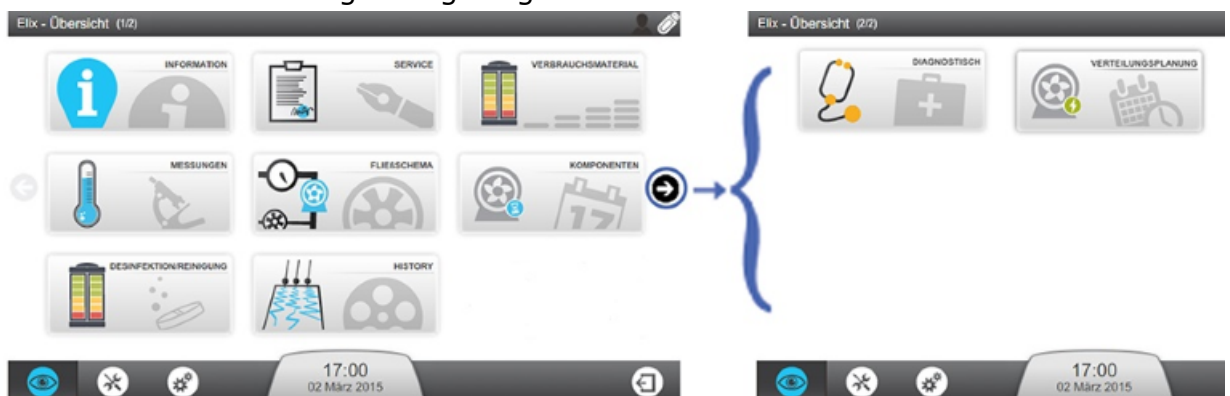 Elix - Übersicht (1/2)
INFORMATION
SERVICE
VERBRAUCHSMATERIAL
MESSUNGEN
FLIEßSCHEMA
KOMPONENTEN
17
DESINFEKTION/REINIGUNG
HISTORY
17:00
02 März 2015
Elix - Übersicht (2/2)
DIAGNOSTISCH
VERTEILUNGSPLANUNG
17:00
02 März 2015